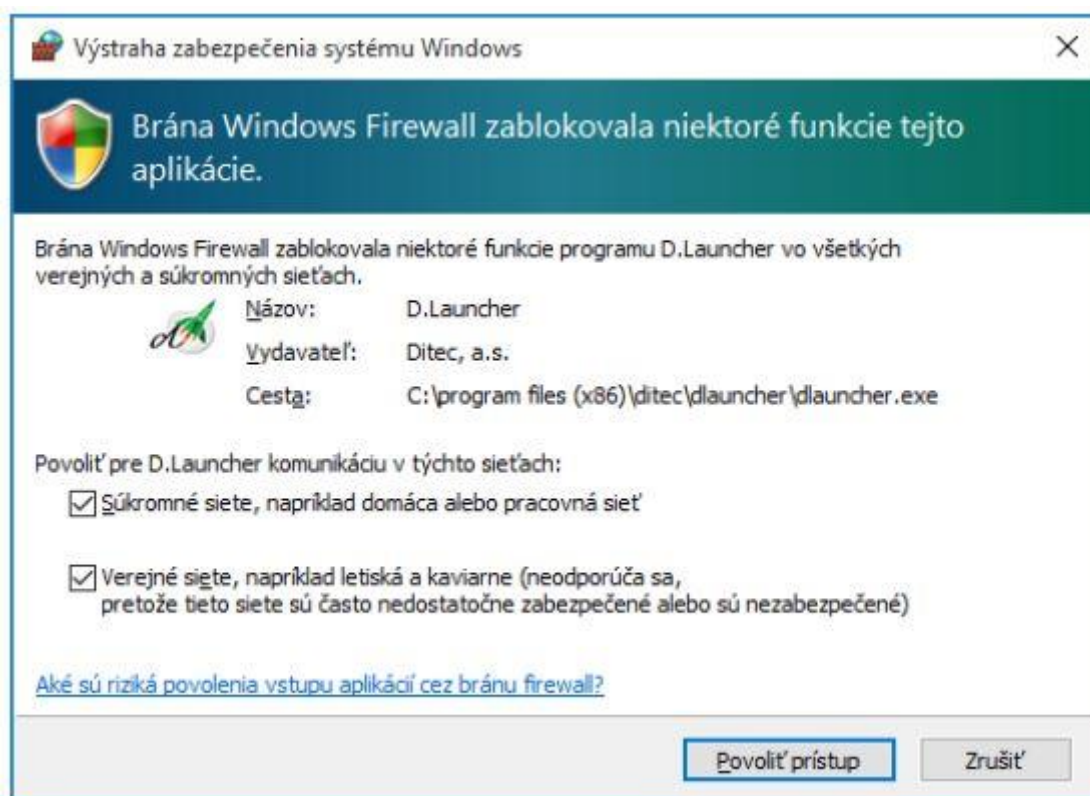 Výstraha zabezpečenia systému Windows
Brána Windows Firewall zablokovala niektoré funkcie tejto
aplikácie.
Brána Windows Firewall zablokovala niektoré funkcie programu D.Launcher vo všetkých
verejných a súkromných sieťach.
Názov: D.Launcher
Vydavateľ: Ditec, a.s.
Cesta: C:\program files (x86)\ditec\dlauncher\dlauncher.exe
Povoliť pre D.Launcher komunikáciu v týchto sieťach:
Súkromné siete, napríklad domáca alebo pracovná sieť
Verejné siete, napríklad letiská a kaviarne (neodporúča sa,
pretože tieto siete sú často nedostatočne zabezpečené alebo sú nezabezpečené)
Aké sú riziká povolenia vstupu aplikácií cez bránu firewall?
Povoliť prístup Zrušiť